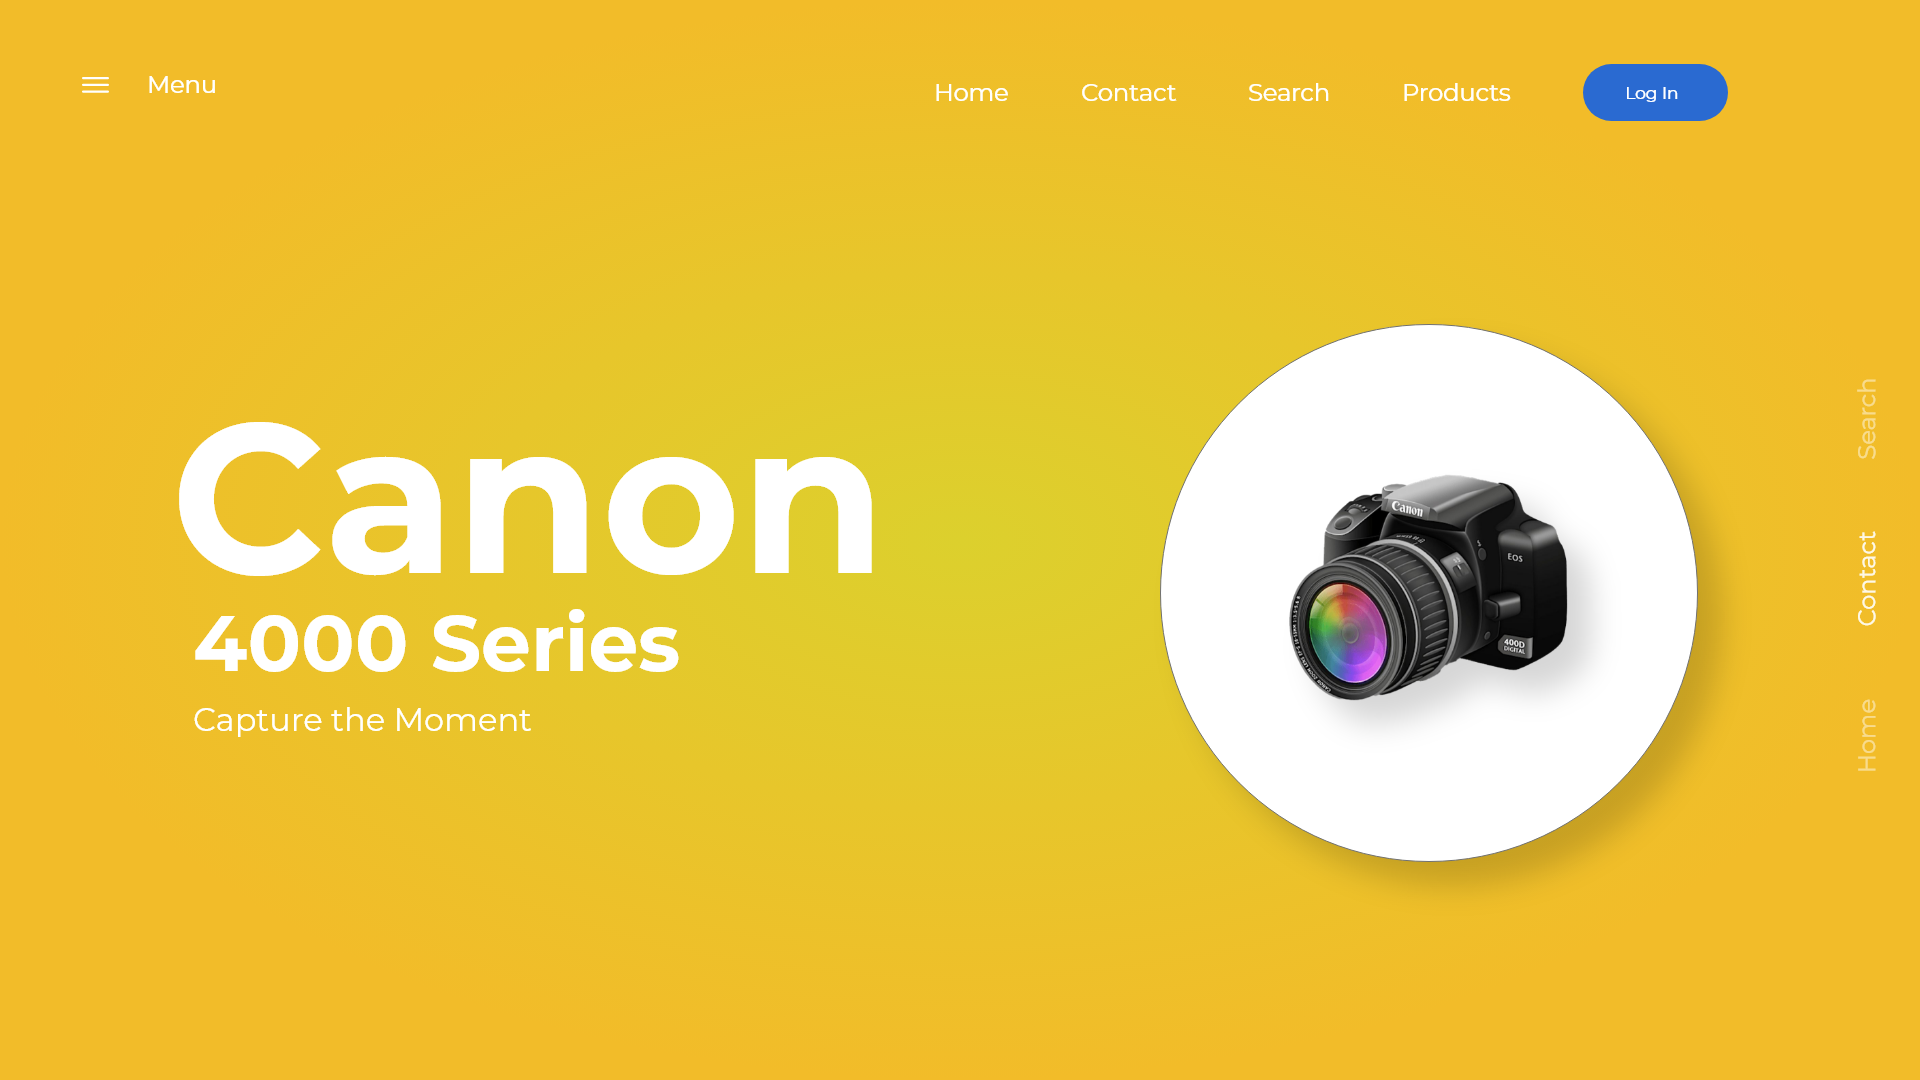 Menu
Home
Contact
Search
Products
Log In
Canon
4000 Series
Capture the Moment
Canon
EOS
400D
DIGITAL
Search
Contact
Home